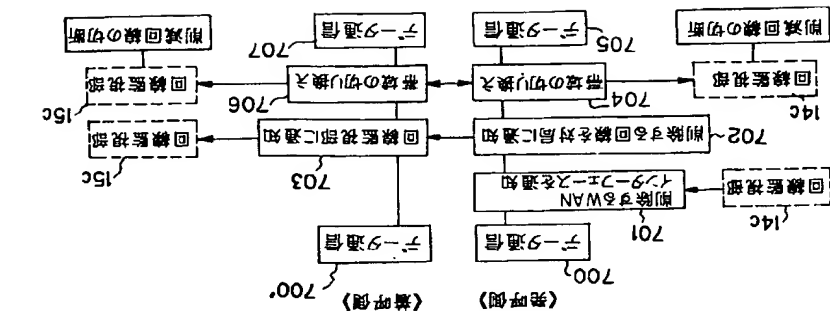 《発呼側》
《着呼側》
700
データ通信
700'
データ通信
14c
回線監視部
701
削除するWAN
インターフェースを通知
702
削除する回線を対局に通知
703
回線監視部に通知
15c
回線監視部
14c
回線監視部
704
帯域の切り換え
706
帯域の切り換え
15c
回線監視部
削減回線の切断
705
データ通信
707
データ通信
削減回線の切断